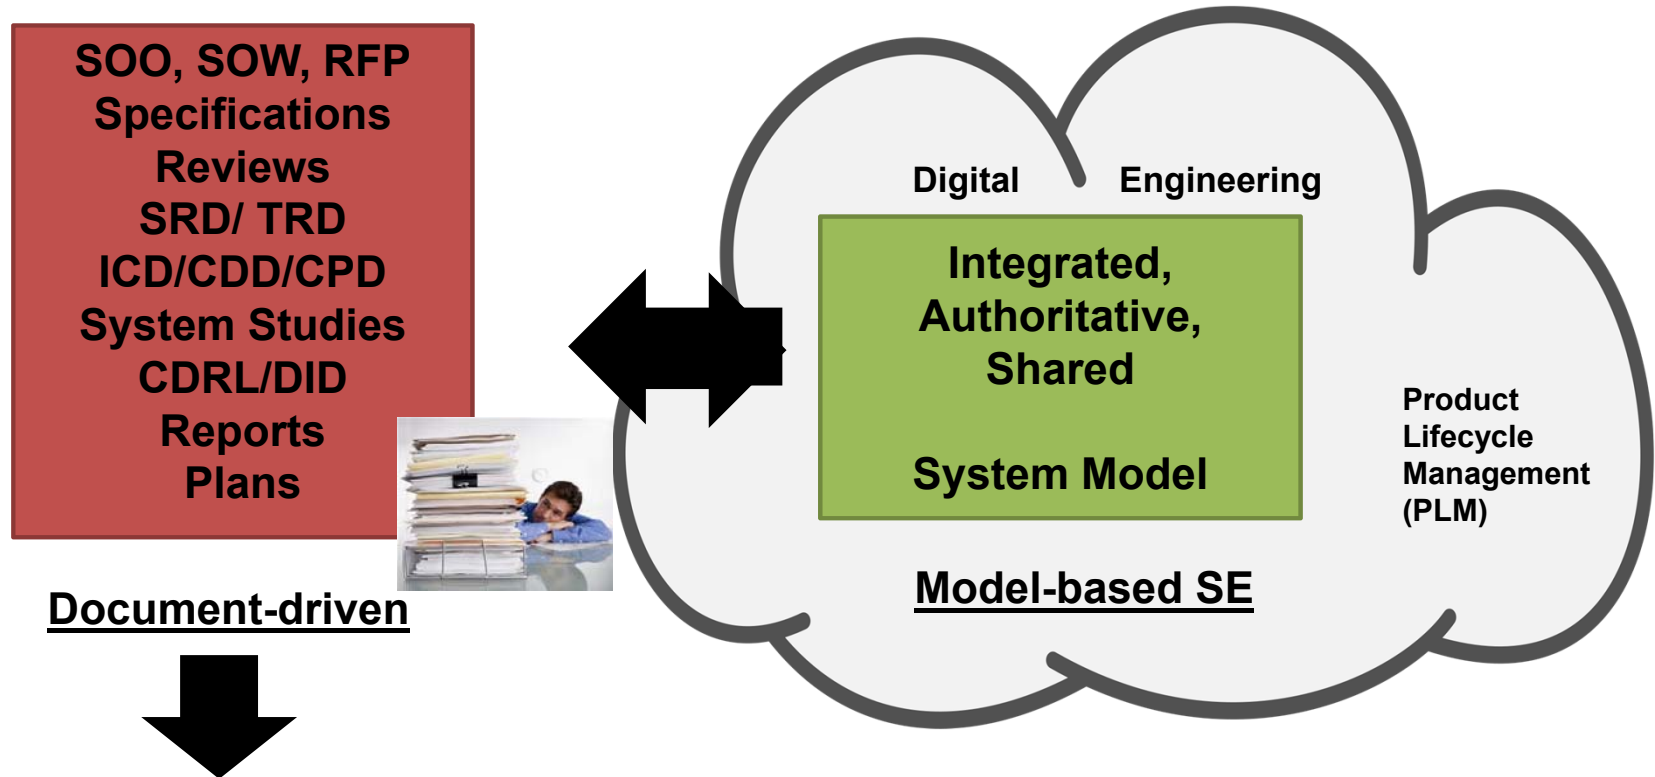 SOO, SOW, RFP
Specifications
Reviews
SRD/ TRD
ICD/CDD/CPD
System Studies
CDRL/DID
Reports
Plans
Document-driven
Digital Engineering
Integrated,
Authoritative,
Shared
System Model
Model-based SE
Product
Lifecycle
Management
(PLM)